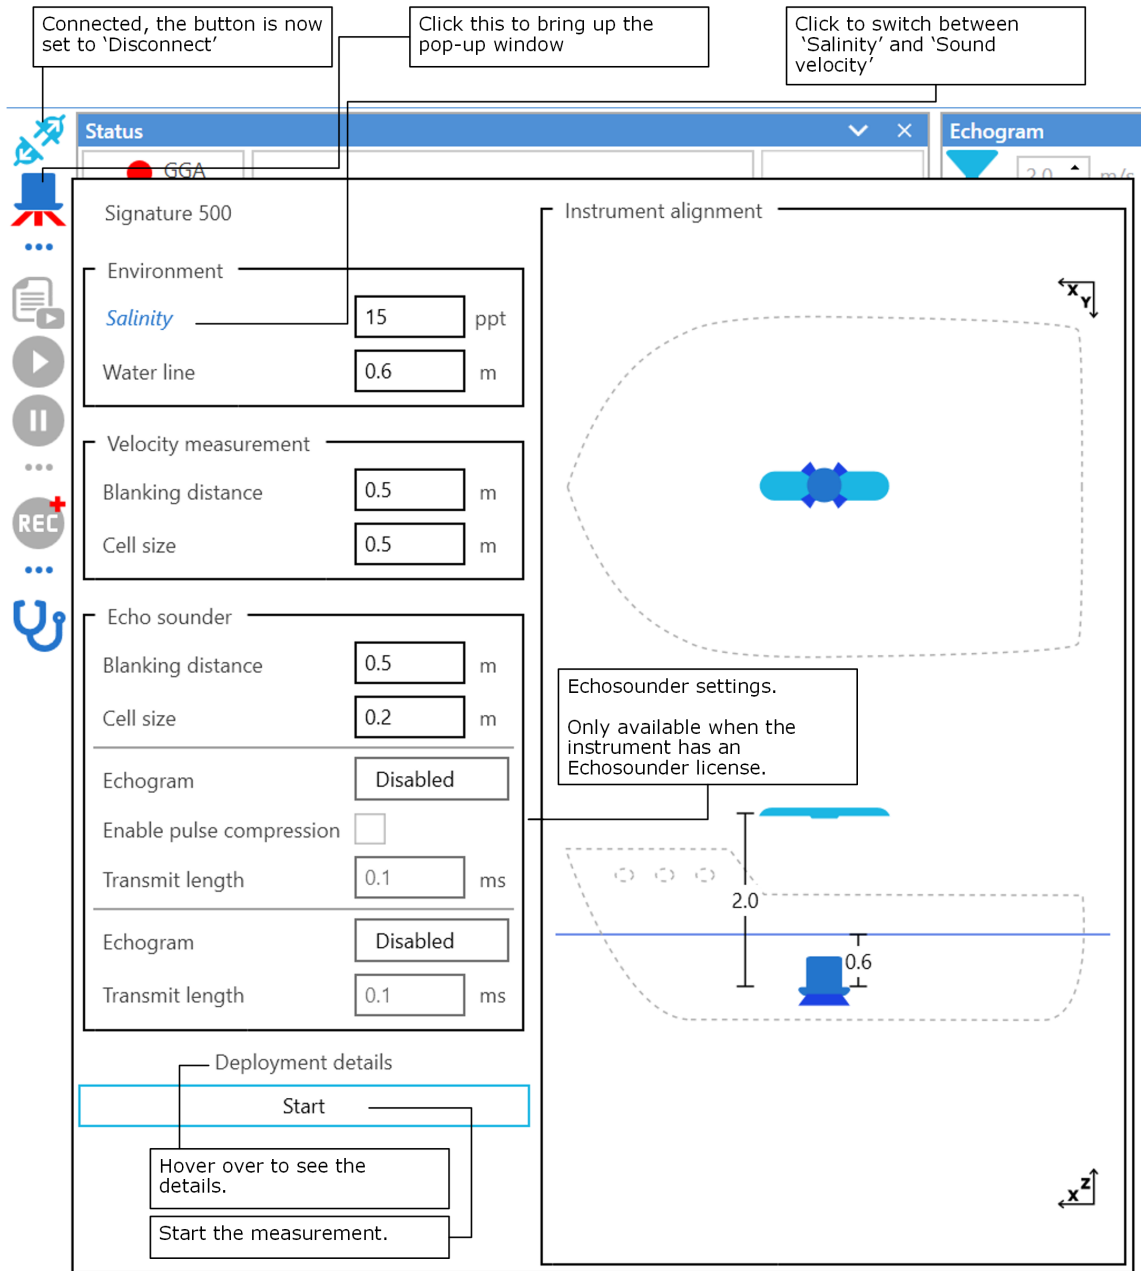 Connected, the button is now
set to ‘Disconnect’
Click this to bring up the
pop-up window
Click to switch between
‘Salinity’ and ‘Sound
velocity’
Status
Echogram
GGA
2.0
m/s
Signature 500
Instrument alignment
Environment
X
Y
Salinity
15
ppt
Water line
0.6
m
Velocity measurement
Blanking distance
0.5
m
Cell size
0.5
m
REC
Echo sounder
Blanking distance
0.5
m
Cell size
0.2
m
Echosounder settings.
Only available when the
instrument has an
Echosounder license.
Echogram
Disabled
Enable pulse compression
Transmit length
0.1
ms
2.0
Echogram
Disabled
0.6
Transmit length
0.1
ms
Deployment details
Start
Hover over to see the
details.
Start the measurement.
Z
X